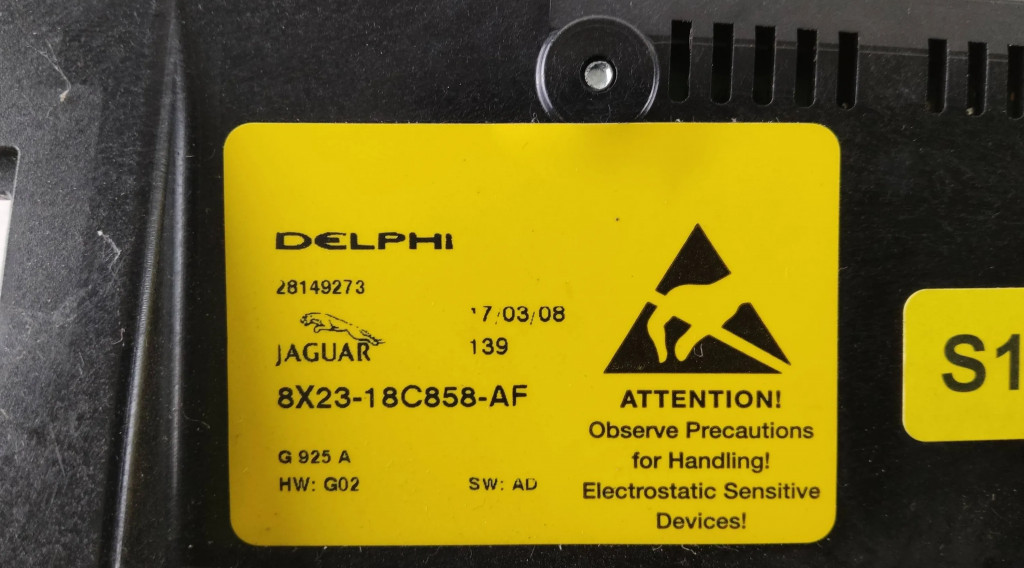 DELPHI
28149273
17/03/08
JAGUAR
139
8X23-18C858-AF
G 925 A
HW: G02
SW: AD
ATTENTION!
Observe Precautions
for Handling!
Electrostatic Sensitive
Devices!
S1